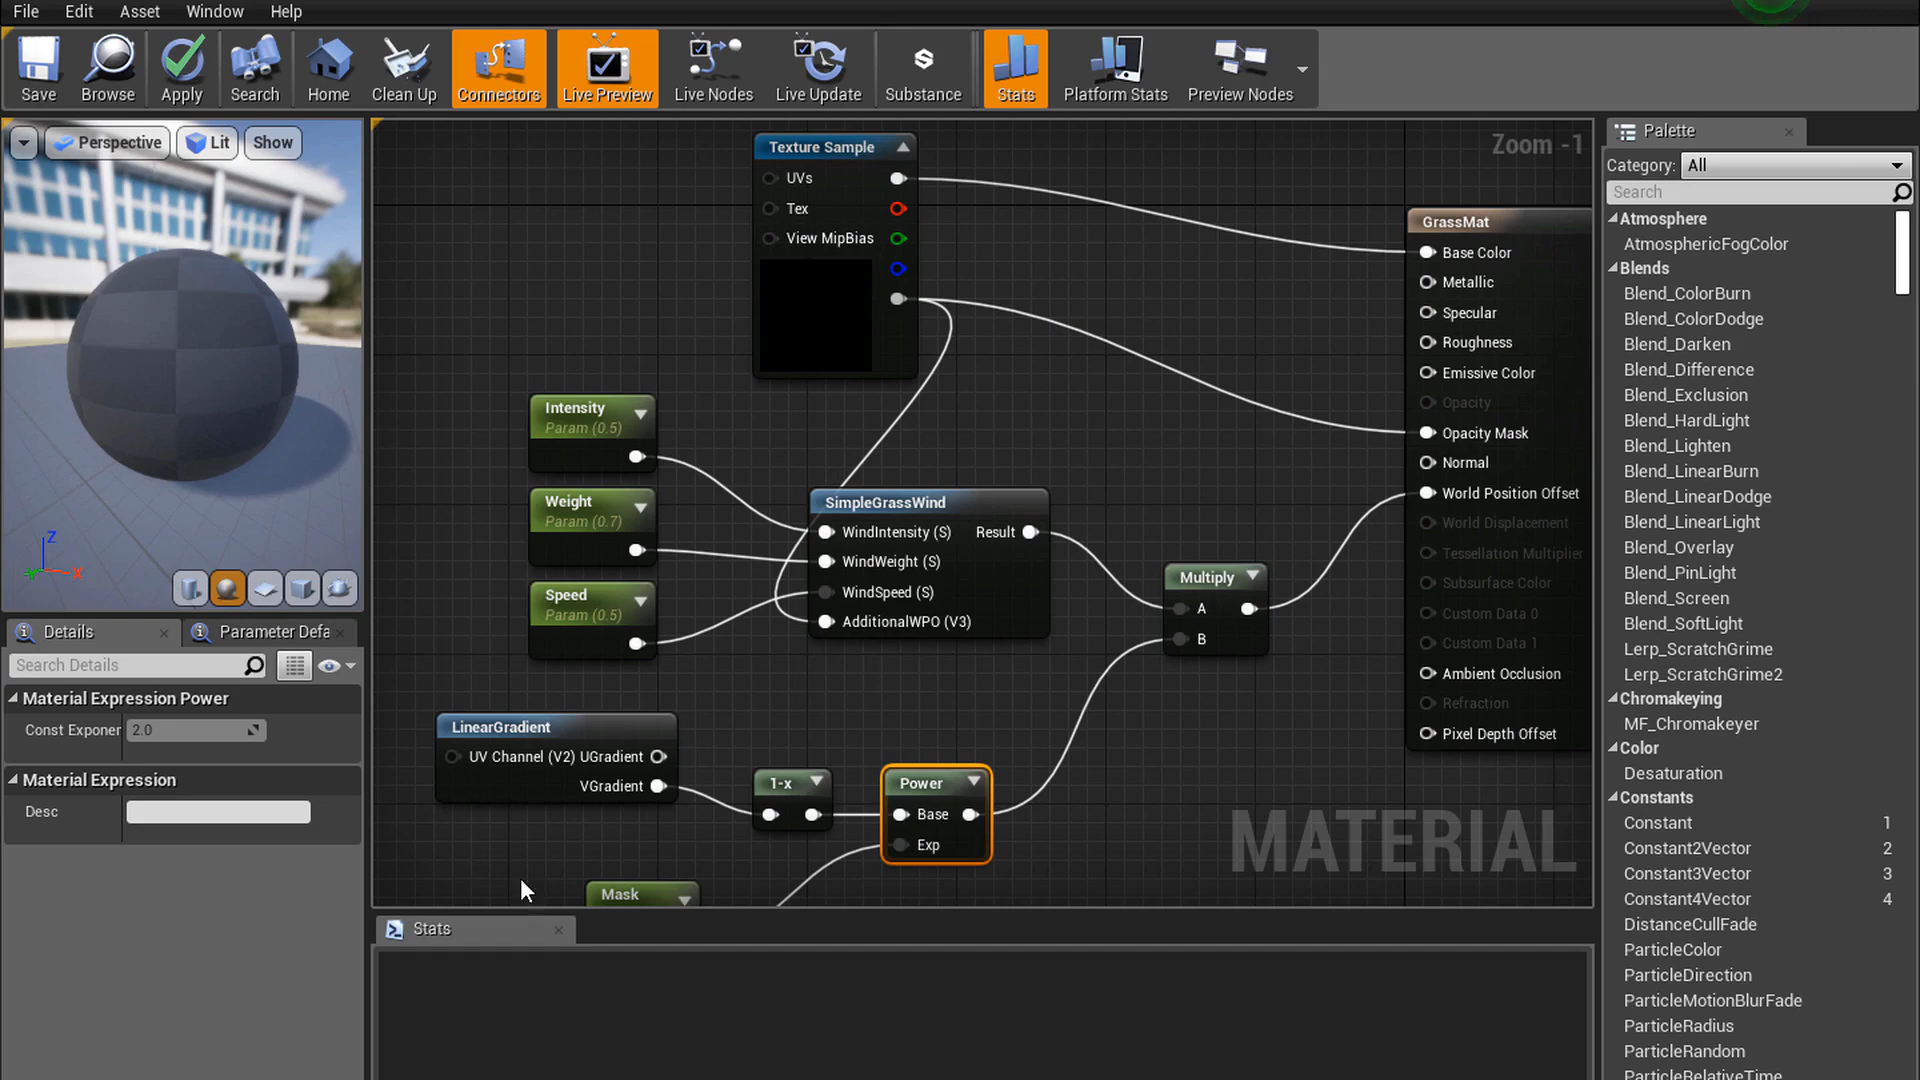 File Edit Asset Window Help
Save Browse Apply Search Home Clean Up Connectors Live Preview Live Nodes Live Update Substance Stats Platform Stats Preview Nodes
Perspective Lit Show
Z
Y X
Details Parameter Defa
Search Details
Material Expression Power
Const Exponer 2.0
Material Expression
Desc
Zoom -1
Texture Sample
UVs
Tex
View MipBias
Intensity
Param (0.5)
Weight
Param (0.7)
Speed
Param (0.5)
SimpleGrassWind
WindIntensity (S) Result
WindWeight (S)
WindSpeed (S)
AdditionalWPO (V3)
Multiply
A
B
LinearGradient
UV Channel (V2) UGradient
VGradient
1-x
Power
Base
Exp
Mask
GrassMat
Base Color
Metallic
Specular
Roughness
Emissive Color
Opacity
Opacity Mask
Normal
World Position Offset
World Displacement
Tessellation Multiplier
Subsurface Color
Custom Data 0
Custom Data 1
Ambient Occlusion
Refraction
Pixel Depth Offset
MATERIAL
Stats
Palette
Category: All
Search
Atmosphere
AtmosphericFogColor
Blends
Blend_ColorBurn
Blend_ColorDodge
Blend_Darken
Blend_Difference
Blend_Exclusion
Blend_HardLight
Blend_Lighten
Blend_LinearBurn
Blend_LinearDodge
Blend_LinearLight
Blend_Overlay
Blend_PinLight
Blend_Screen
Blend_SoftLight
Lerp_ScratchGrime
Lerp_ScratchGrime2
Chromakeying
MF_Chromakeyer
Color
Desaturation
Constants
Constant 1
Constant2Vector 2
Constant3Vector 3
Constant4Vector 4
DistanceCullFade
ParticleColor
ParticleDirection
ParticleMotionBlurFade
ParticleRadius
ParticleRandom
ParticleRelativeTime